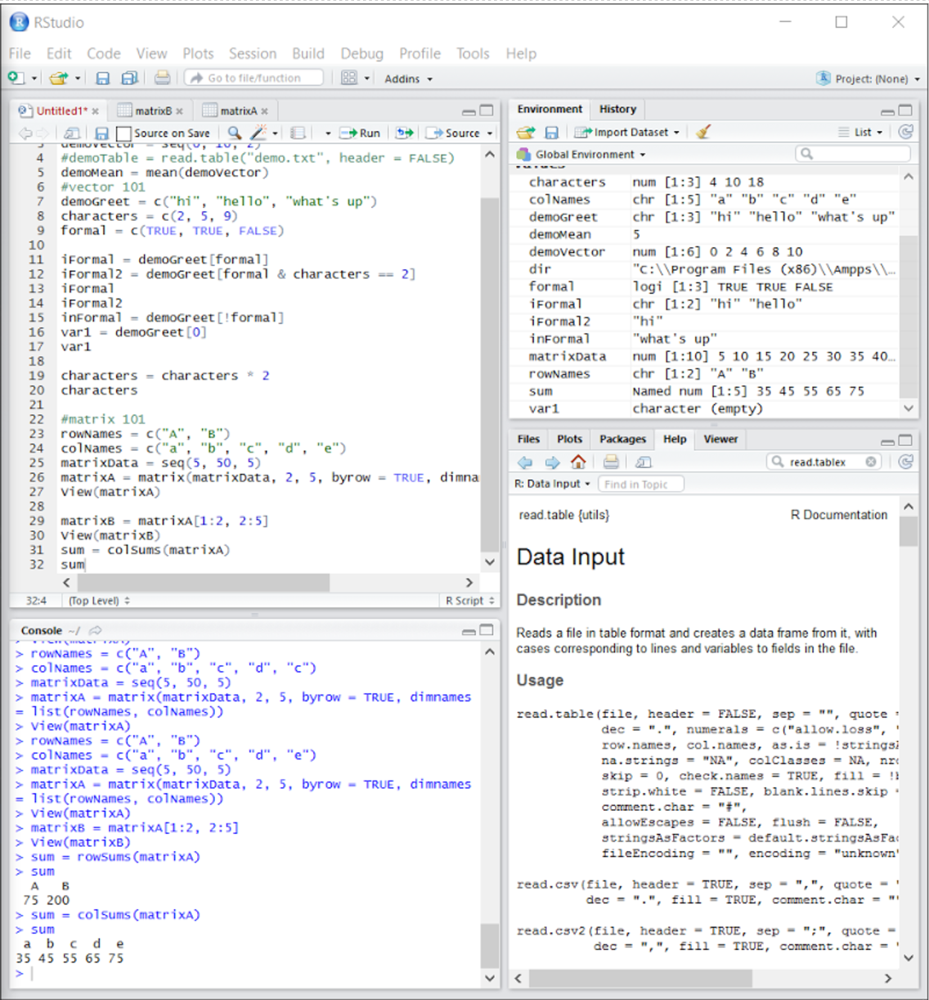 RStudio
File Edit Code View Plots Session Build Debug Profile Tools Help
Go to file/function Addins Project: (None)
Untitled1* matrixB matrixA
Source on Save Run Source
3 demoVector = seq(0, 10, 2)
4 #demoTable = read.table("demo.txt", header = FALSE)
5 demoMean = mean(demoVector)
6 #vector 101
7 demoGreet = c("hi", "hello", "what's up")
8 characters = c(2, 5, 9)
9 formal = c(TRUE, TRUE, FALSE)
10
11 iFormal = demoGreet[formal]
12 iFormal2 = demoGreet[formal & characters == 2]
13 iFormal
14 iFormal2
15 inFormal = demoGreet[!formal]
16 var1 = demoGreet[0]
17 var1
18
19 characters = characters * 2
20 characters
21
22 #matrix 101
23 rowNames = c("A", "B")
24 colNames = c("a", "b", "c", "d", "e")
25 matrixData = seq(5, 50, 5)
26 matrixA = matrix(matrixData, 2, 5, byrow = TRUE, dimna
27 View(matrixA)
28
29 matrixB = matrixA[1:2, 2:5]
30 View(matrixB)
31 sum = colSums(matrixA)
32 sum
32:4 (Top Level) R Script
Console ~/
> View(matrixA)
> rowNames = c("A", "B")
> colNames = c("a", "b", "c", "d", "c")
> matrixData = seq(5, 50, 5)
> matrixA = matrix(matrixData, 2, 5, byrow = TRUE, dimnames
= list(rowNames, colNames))
> View(matrixA)
> rowNames = c("A", "B")
> colNames = c("a", "b", "c", "d", "e")
> matrixData = seq(5, 50, 5)
> matrixA = matrix(matrixData, 2, 5, byrow = TRUE, dimnames
= list(rowNames, colNames))
> View(matrixA)
> matrixB = matrixA[1:2, 2:5]
> View(matrixB)
> sum = rowSums(matrixA)
> sum
A B
75 200
> sum = colSums(matrixA)
> sum
a b c d e
35 45 55 65 75
>
Environment History
Import Dataset List
Global Environment
Values
characters num [1:3] 4 10 18
colNames chr [1:5] "a" "b" "c" "d" "e"
demoGreet chr [1:3] "hi" "hello" "what's up"
demoMean 5
demoVector num [1:6] 0 2 4 6 8 10
dir "C:\\Program Files (x86)\\Ampps\\…
formal logi [1:3] TRUE TRUE FALSE
iFormal chr [1:2] "hi" "hello"
iFormal2 "hi"
inFormal "what's up"
matrixData num [1:10] 5 10 15 20 25 30 35 40…
rowNames chr [1:2] "A" "B"
sum Named num [1:5] 35 45 55 65 75
var1 character (empty)
Files Plots Packages Help Viewer
read.tablex
R: Data Input Find in Topic
read.table {utils} R Documentation
Data Input
Description
Reads a file in table format and creates a data frame from it, with
cases corresponding to lines and variables to fields in the file.
Usage
read.table(file, header = FALSE, sep = "", quote =
dec = ".", numerals = c("allow.loss", "
row.names, col.names, as.is = !strings
na.strings = "NA", colClasses = NA, nro
skip = 0, check.names = TRUE, fill = !
strip.white = FALSE, blank.lines.skip =
comment.char = "#",
allowEscapes = FALSE, flush = FALSE,
stringsAsFactors = default.stringsAsFac
fileEncoding = "", encoding = "unknown"
read.csv(file, header = TRUE, sep = ",", quote = "
dec = ".", fill = TRUE, comment.char = "'
read.csv2(file, header = TRUE, sep = ";", quote =
dec = ",", fill = TRUE, comment.char = "